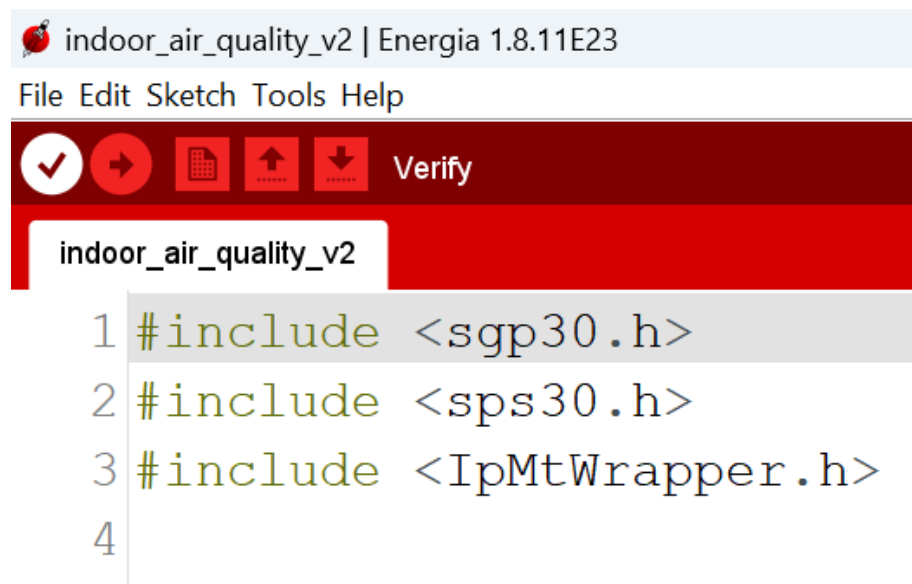 indoor_air_quality_v2 | Energia 1.8.11E23
File Edit Sketch Tools Help
Verify
indoor_air_quality_v2
1 #include <sgp30.h>
2 #include <sps30.h>
3 #include <IpMtWrapper.h>
4